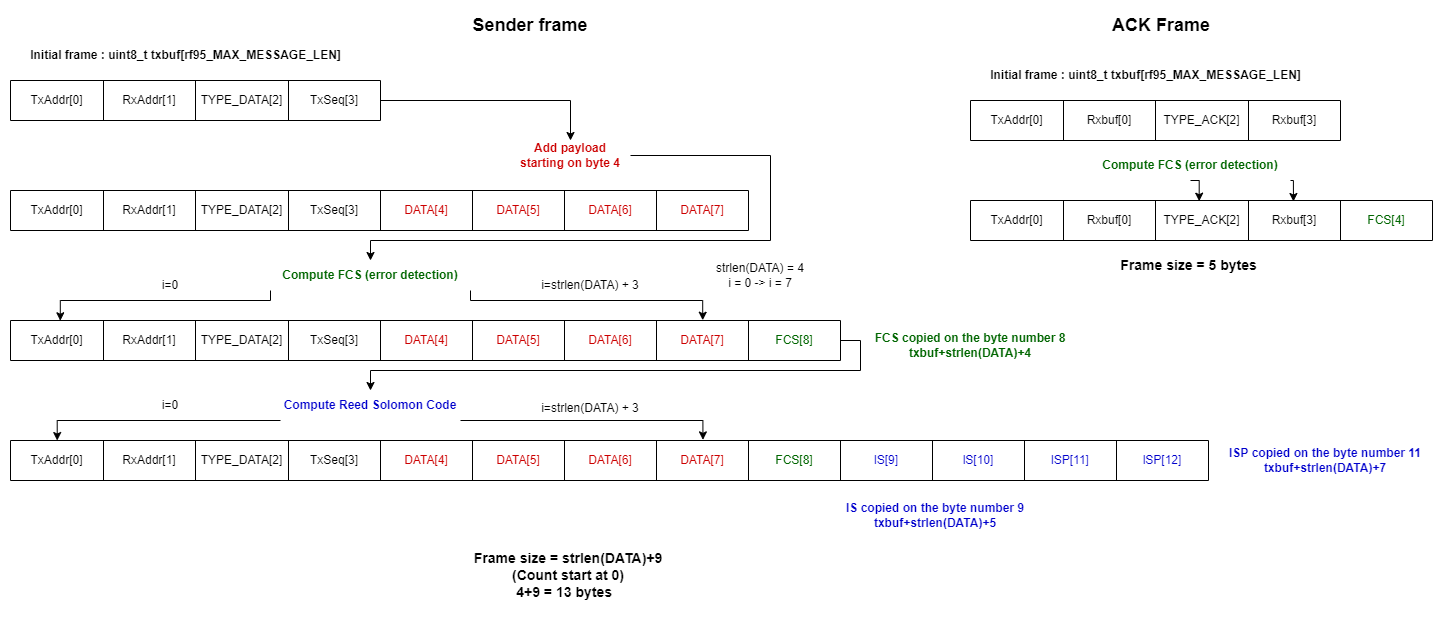 Sender frame
ACK Frame
Initial frame : uint8_t txbuf[rf95_MAX_MESSAGE_LEN]
TxAddr[0] RxAddr[1] TYPE_DATA[2] TxSeq[3]
Add payload
starting on byte 4
TxAddr[0] RxAddr[1] TYPE_DATA[2] TxSeq[3] DATA[4] DATA[5] DATA[6] DATA[7]
Compute FCS (error detection)
strlen(DATA) = 4
i = 0 -> i = 7
i=0
i=strlen(DATA) + 3
TxAddr[0] RxAddr[1] TYPE_DATA[2] TxSeq[3] DATA[4] DATA[5] DATA[6] DATA[7] FCS[8]
FCS copied on the byte number 8
txbuf+strlen(DATA)+4
i=0
Compute Reed Solomon Code
i=strlen(DATA) + 3
TxAddr[0] RxAddr[1] TYPE_DATA[2] TxSeq[3] DATA[4] DATA[5] DATA[6] DATA[7] FCS[8] IS[9] IS[10] ISP[11] ISP[12]
ISP copied on the byte number 11
txbuf+strlen(DATA)+7
IS copied on the byte number 9
txbuf+strlen(DATA)+5
Frame size = strlen(DATA)+9
(Count start at 0)
4+9 = 13 bytes
Initial frame : uint8_t txbuf[rf95_MAX_MESSAGE_LEN]
TxAddr[0] Rxbuf[0] TYPE_ACK[2] Rxbuf[3]
Compute FCS (error detection)
TxAddr[0] Rxbuf[0] TYPE_ACK[2] Rxbuf[3] FCS[4]
Frame size = 5 bytes